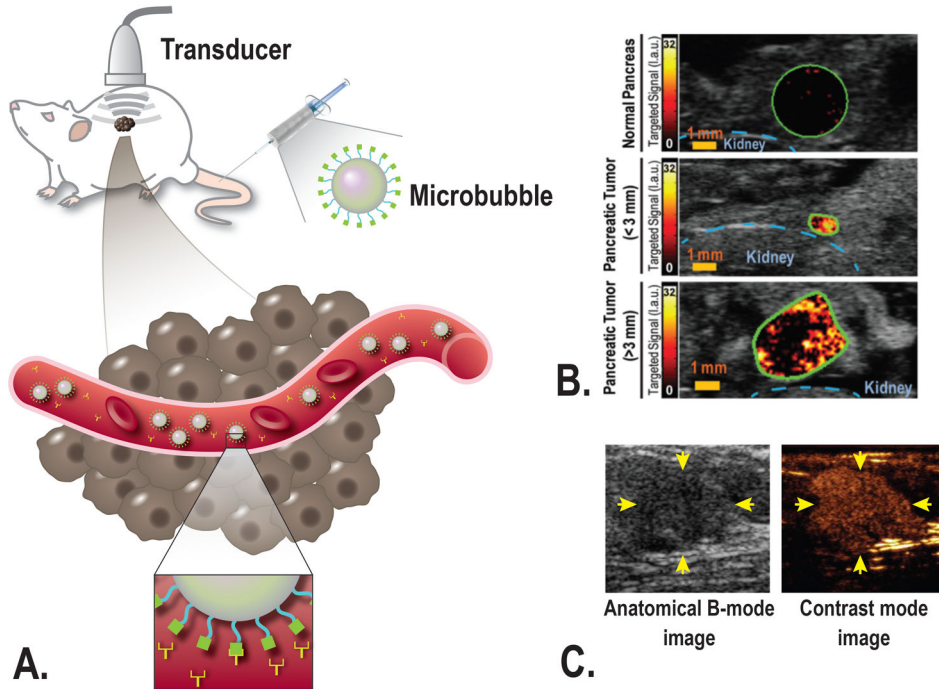 Transducer
Microbubble
A.
Normal Pancreas
Targeted Signal (I.a.u.)
32
0
1 mm
Kidney
Pancreatic Tumor
(< 3 mm)
Targeted Signal (I.a.u.)
32
0
1 mm
Kidney
Pancreatic Tumor
(>3 mm)
Targeted Signal (I.a.u.)
32
0
1 mm
Kidney
B.
Anatomical B-mode
image
Contrast mode
image
C.